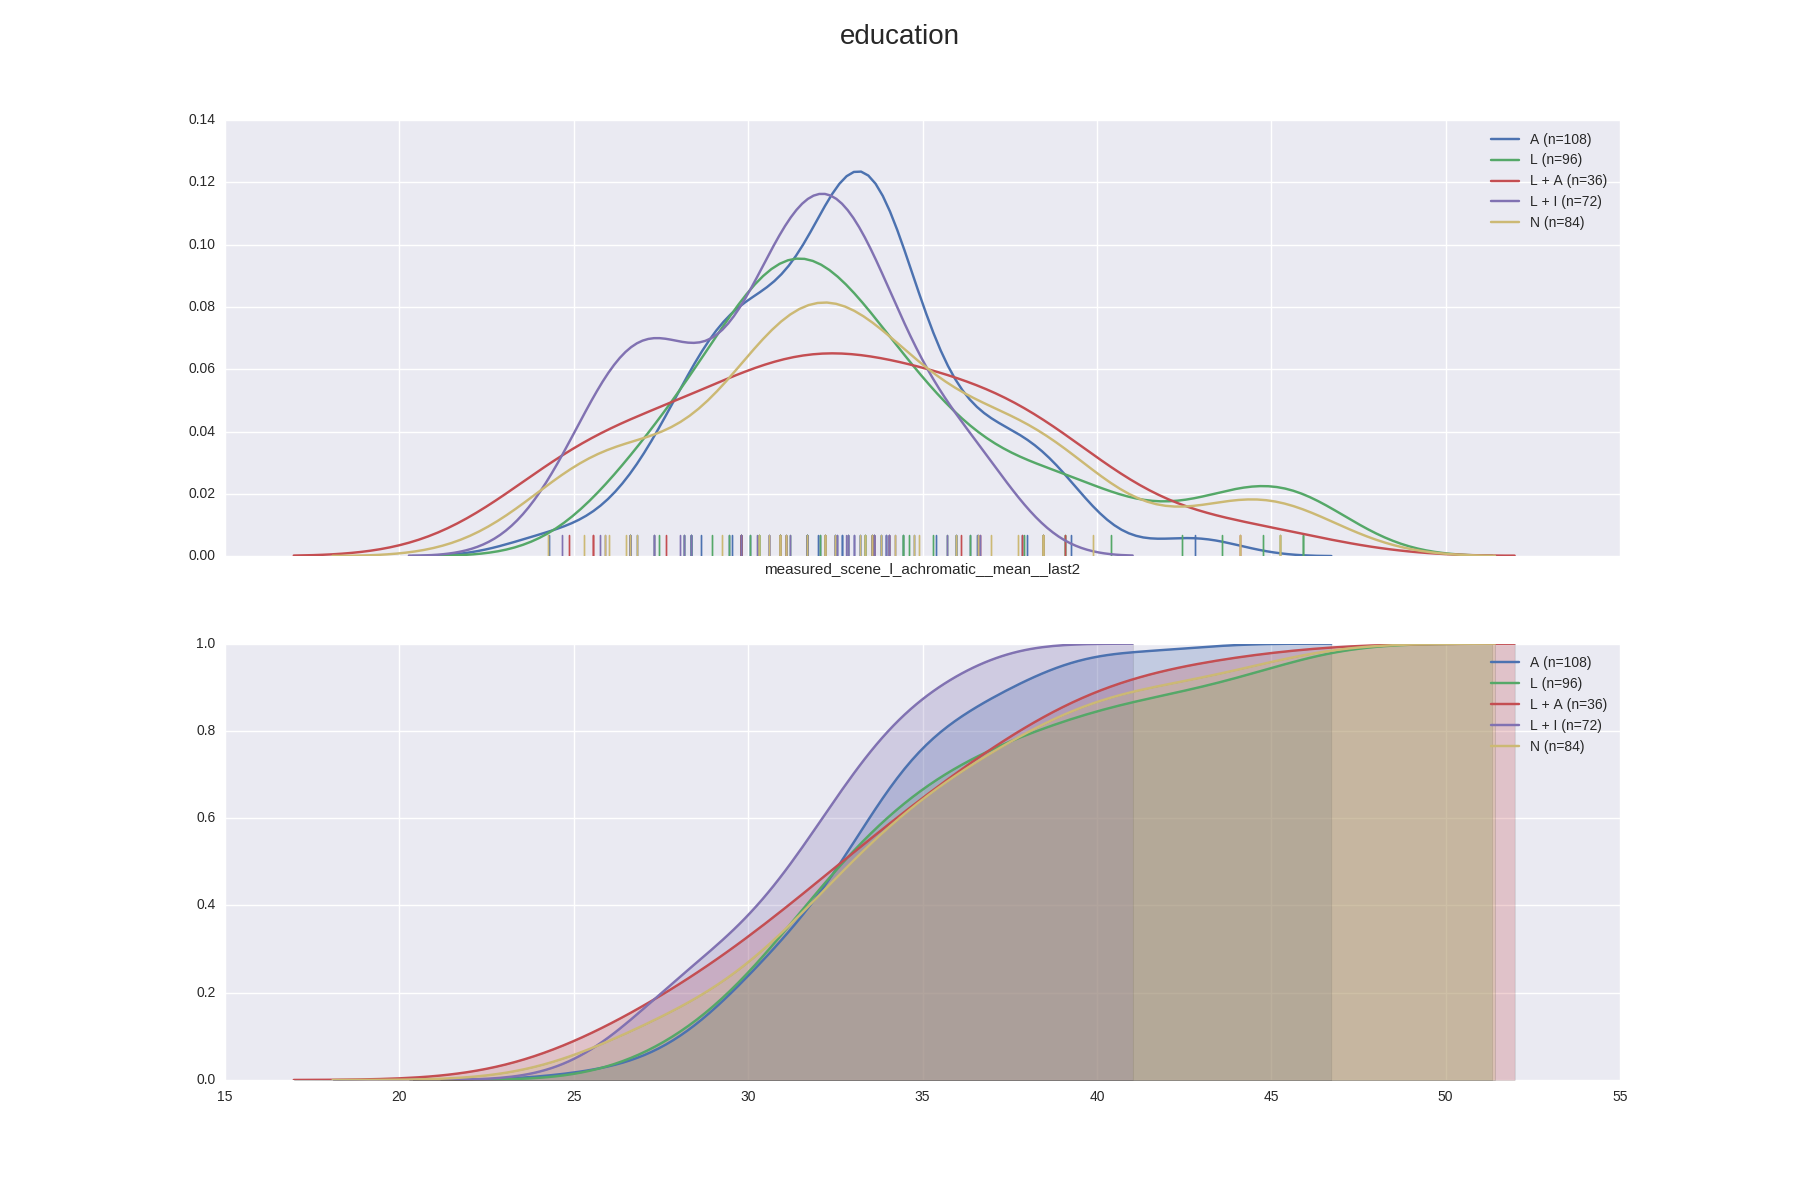 education
0.14
0.12
0.10
0.08
0.06
0.04
0.02
0.00
A (n=108)
L (n=96)
L + A (n=36)
L + I (n=72)
N (n=84)
measured_scene_l_achromatic__mean__last2
1.0
0.8
0.6
0.4
0.2
0.0
A (n=108)
L (n=96)
L + A (n=36)
L + I (n=72)
N (n=84)
15 20 25 30 35 40 45 50 55